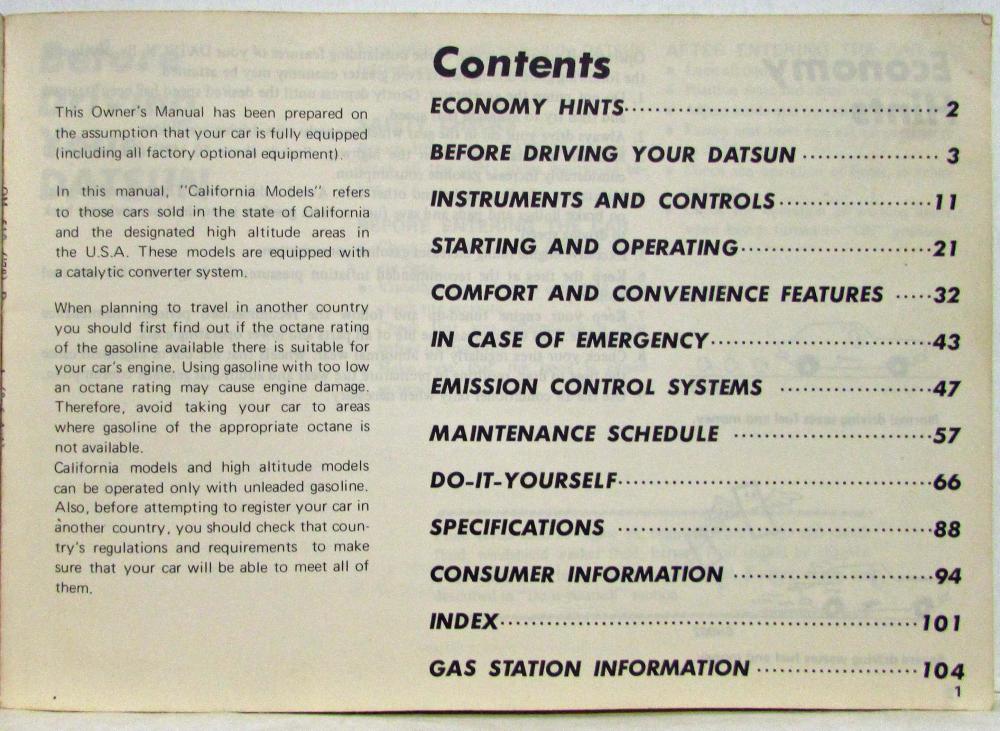 This Owner's Manual has been prepared on
the assumption that your car is fully equipped
(including all factory optional equipment).
In this manual, "California Models" refers
to those cars sold in the state of California
and the designated high altitude areas in
the U.S.A. These models are equipped with
a catalytic converter system.
When planning to travel in another country
you should first find out if the octane rating
of the gasoline available there is suitable for
your car's engine. Using gasoline with too low
an octane rating may cause engine damage.
Therefore, avoid taking your car to areas
where gasoline of the appropriate octane is
not available.
California models and high altitude models
can be operated only with unleaded gasoline.
Also, before attempting to register your car in
another country, you should check that coun-
try's regulations and requirements to make
sure that your car will be able to meet all of
them.
Contents
ECONOMY HINTS 2
BEFORE DRIVING YOUR DATSUN 3
INSTRUMENTS AND CONTROLS 11
STARTING AND OPERATING 21
COMFORT AND CONVENIENCE FEATURES 32
IN CASE OF EMERGENCY 43
EMISSION CONTROL SYSTEMS 47
MAINTENANCE SCHEDULE 57
DO-IT-YOURSELF 66
SPECIFICATIONS 88
CONSUMER INFORMATION 94
INDEX 101
GAS STATION INFORMATION 104
1